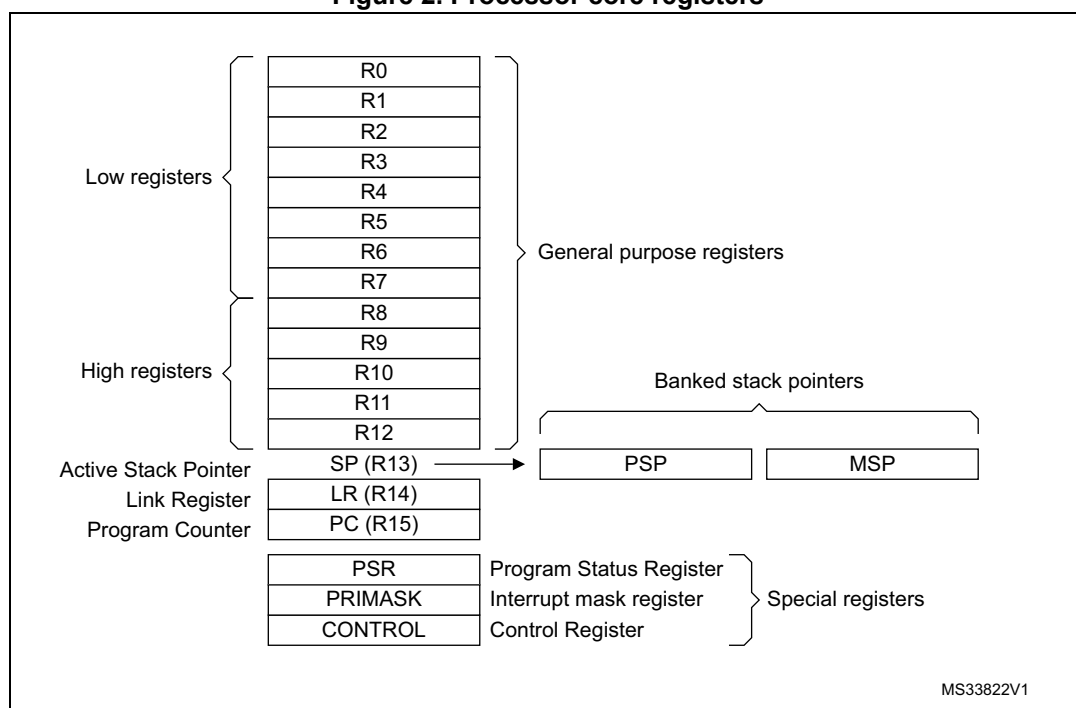 Figure 2. Processor core registers
R0
R1
R2
R3
Low registers
R4
R5
R6
General purpose registers
R7
R8
R9
High registers
R10
Banked stack pointers
R11
R12
Active Stack Pointer
SP (R13)
PSP
MSP
Link Register
LR (R14)
Program Counter
PC (R15)
PSR
Program Status Register
PRIMASK
Interrupt mask register
Special registers
CONTROL
Control Register
MS33822V1